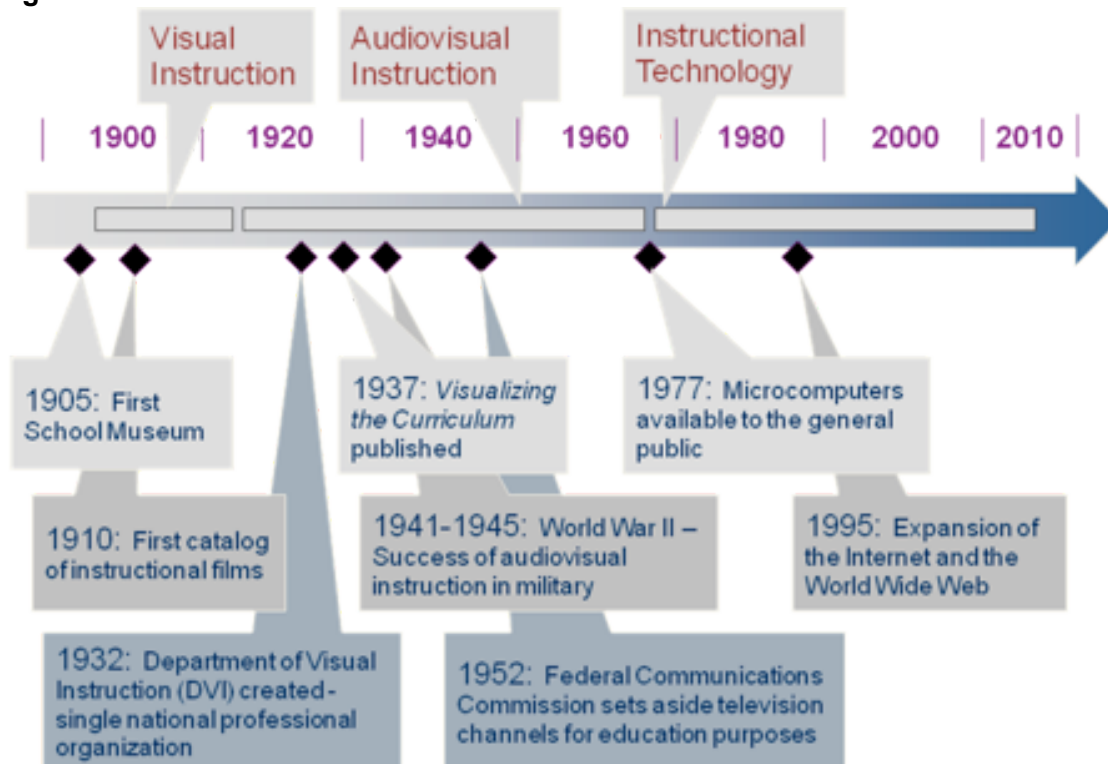 Visual
Instruction
Audiovisual
Instruction
Instructional
Technology
1900
1920
1940
1960
1980
2000
2010
1905: First
School Museum
1937: Visualizing
the Curriculum
published
1977: Microcomputers
available to the general
public
1910: First catalog
of instructional films
1941-1945: World War II –
Success of audiovisual
instruction in military
1995: Expansion of
the Internet and the
World Wide Web
1932: Department of Visual
Instruction (DVI) created-
single national professional
organization
1952: Federal Communications
Commission sets aside television
channels for education purposes